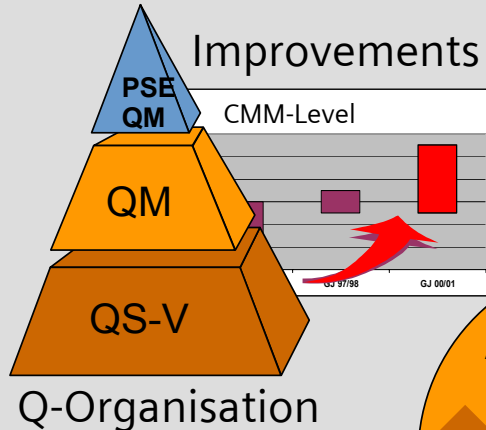 Improvements
PSE
QM
CMM-Level
QM
GJ 97/98
GJ 00/01
QS-V
Q-Organisation